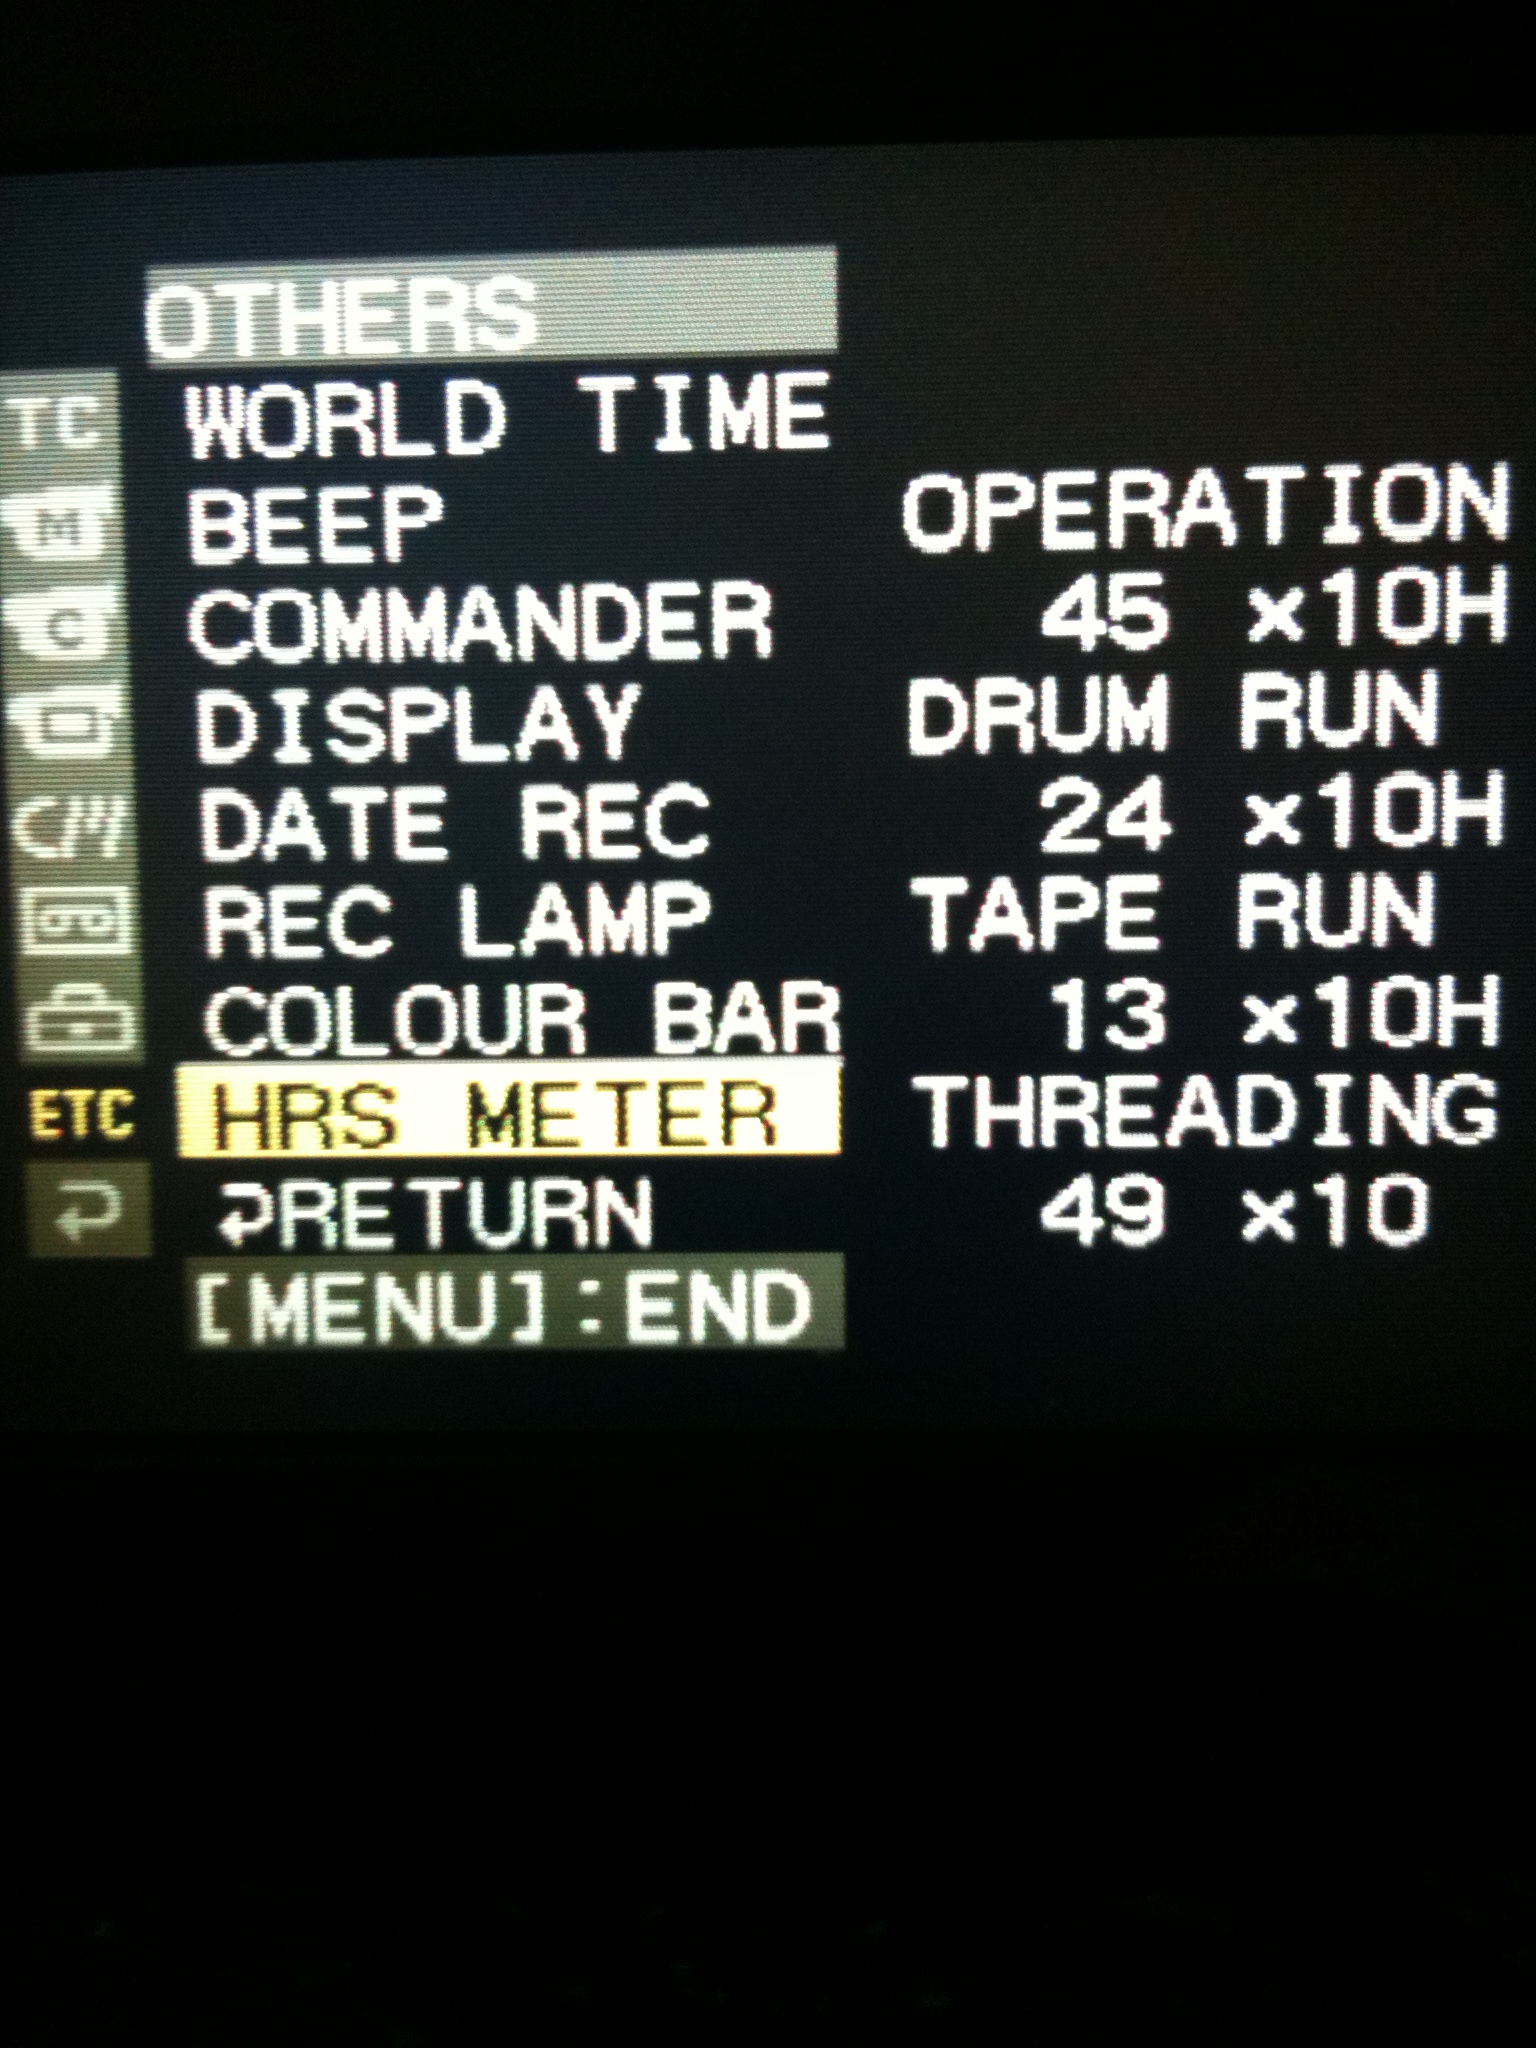 OTHERS
TC
WORLD TIME
M
BEEP
OPERATION
C
COMMANDER
45 ×10H
DISPLAY
DRUM RUN
C/M
DATE REC
24 ×10H
REC LAMP
TAPE RUN
COLOUR BAR
13 ×10H
ETC
HRS METER
THREADING
RETURN
49 ×10
[MENU]:END